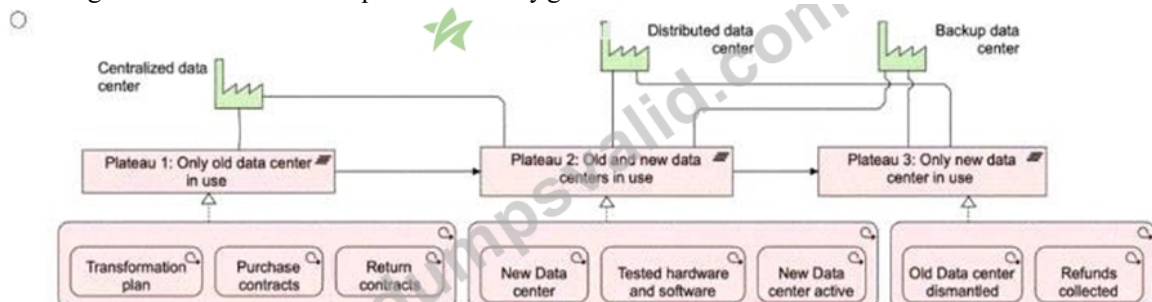 Distributed data
center
Backup data
center
Centralized data
center
Plateau 1: Only old data center
in use
Plateau 2: Old and new data
centers in use
Plateau 3: Only new data
center in use
Transformation
plan
Purchase
contracts
Return
contracts
New Data
center
Tested hardware
and software
New Data
center active
Old Data center
dismantled
Refunds
collected